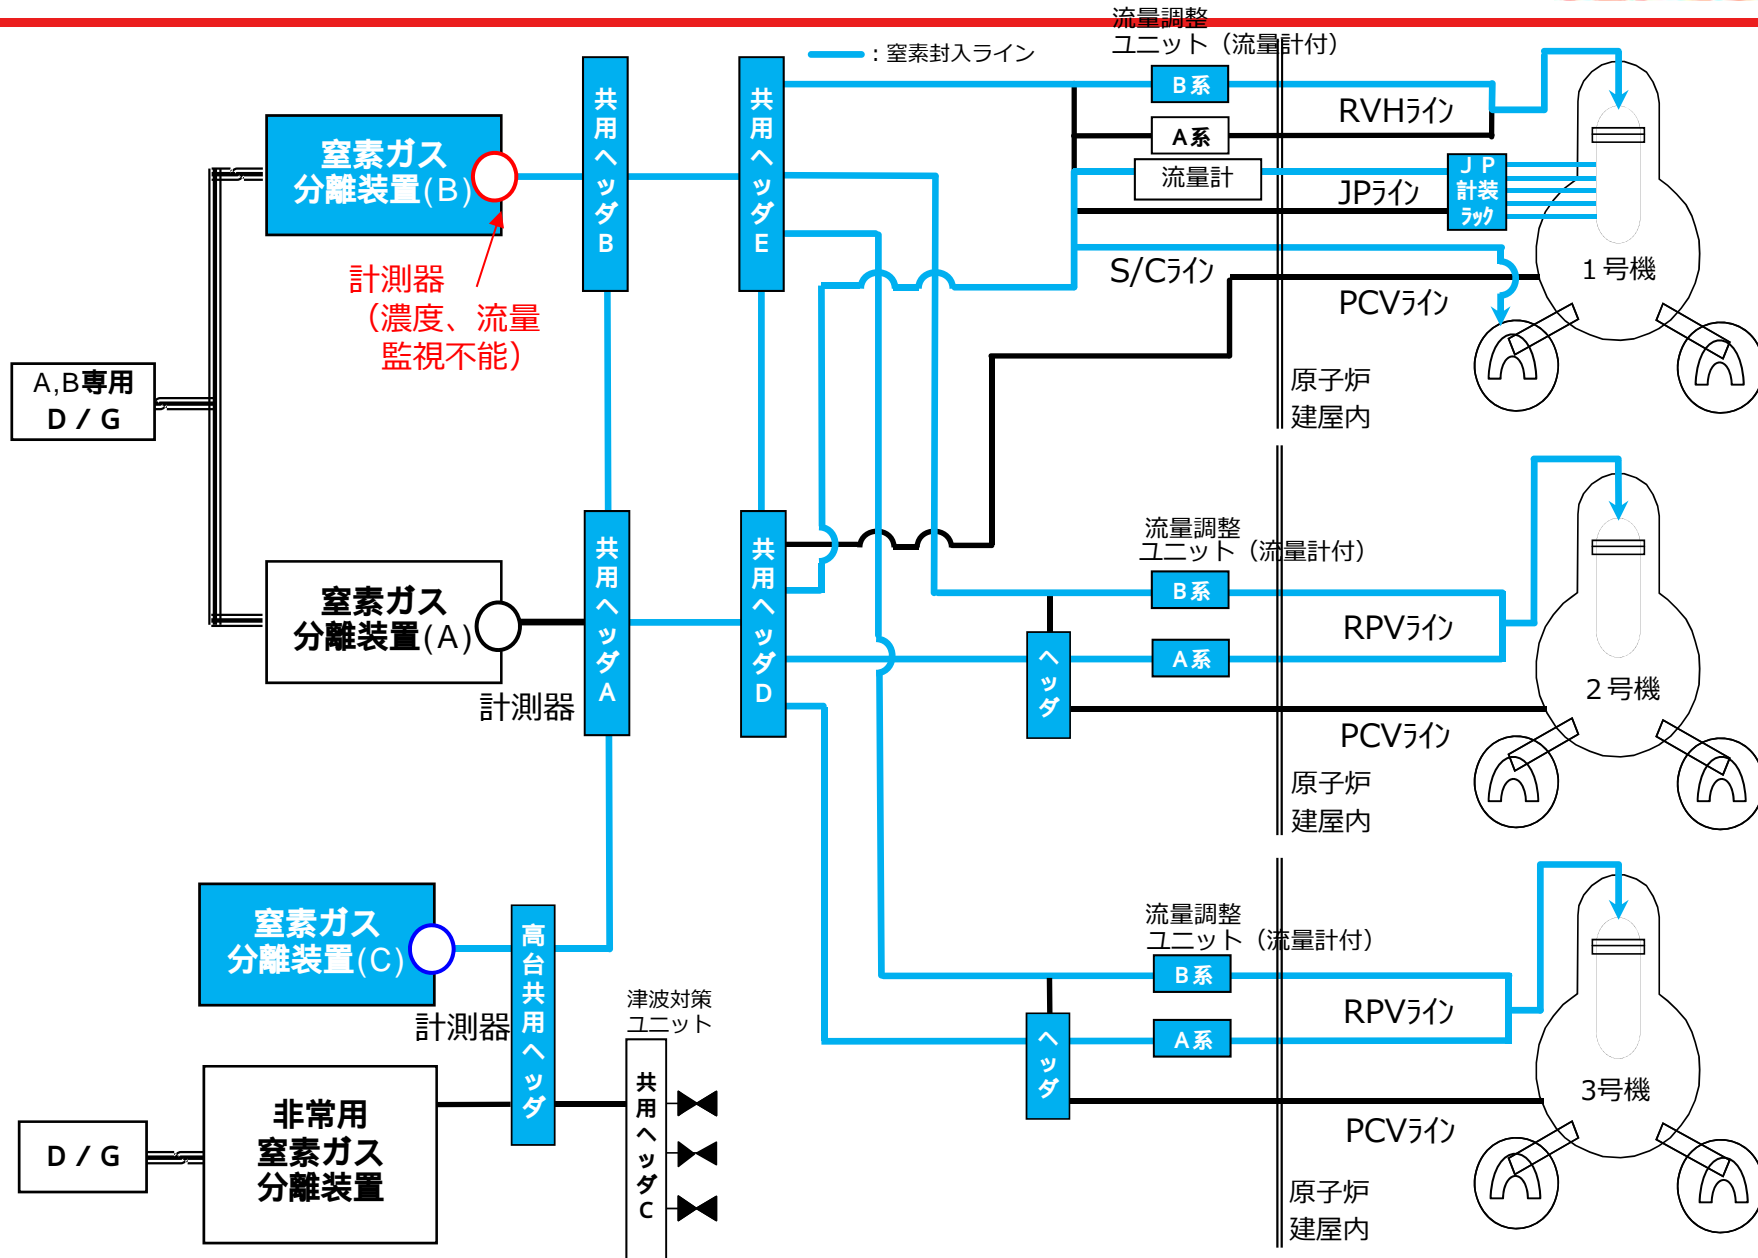 流量調整
ユニット（流量計付）
：窒素封入ライン
共用ヘッダB
共用ヘッダE
B系
A系
流量計
RVHライン
JPライン
JP
計装
ラック
S/Cライン
PCVライン
1号機
原子炉
建屋内
窒素ガス
分離装置(B)
計測器
（濃度、流量
監視不能）
A,B専用
D / G
窒素ガス
分離装置(A)
計測器
共用ヘッダA
共用ヘッダD
流量調整
ユニット（流量計付）
B系
A系
ヘッダ
RPVライン
PCVライン
2号機
原子炉
建屋内
窒素ガス
分離装置(C)
計測器
高台共用ヘッダ
津波対策
ユニット
共用ヘッダC
非常用
窒素ガス
分離装置
D / G
流量調整
ユニット（流量計付）
B系
A系
ヘッダ
RPVライン
PCVライン
3号機
原子炉
建屋内